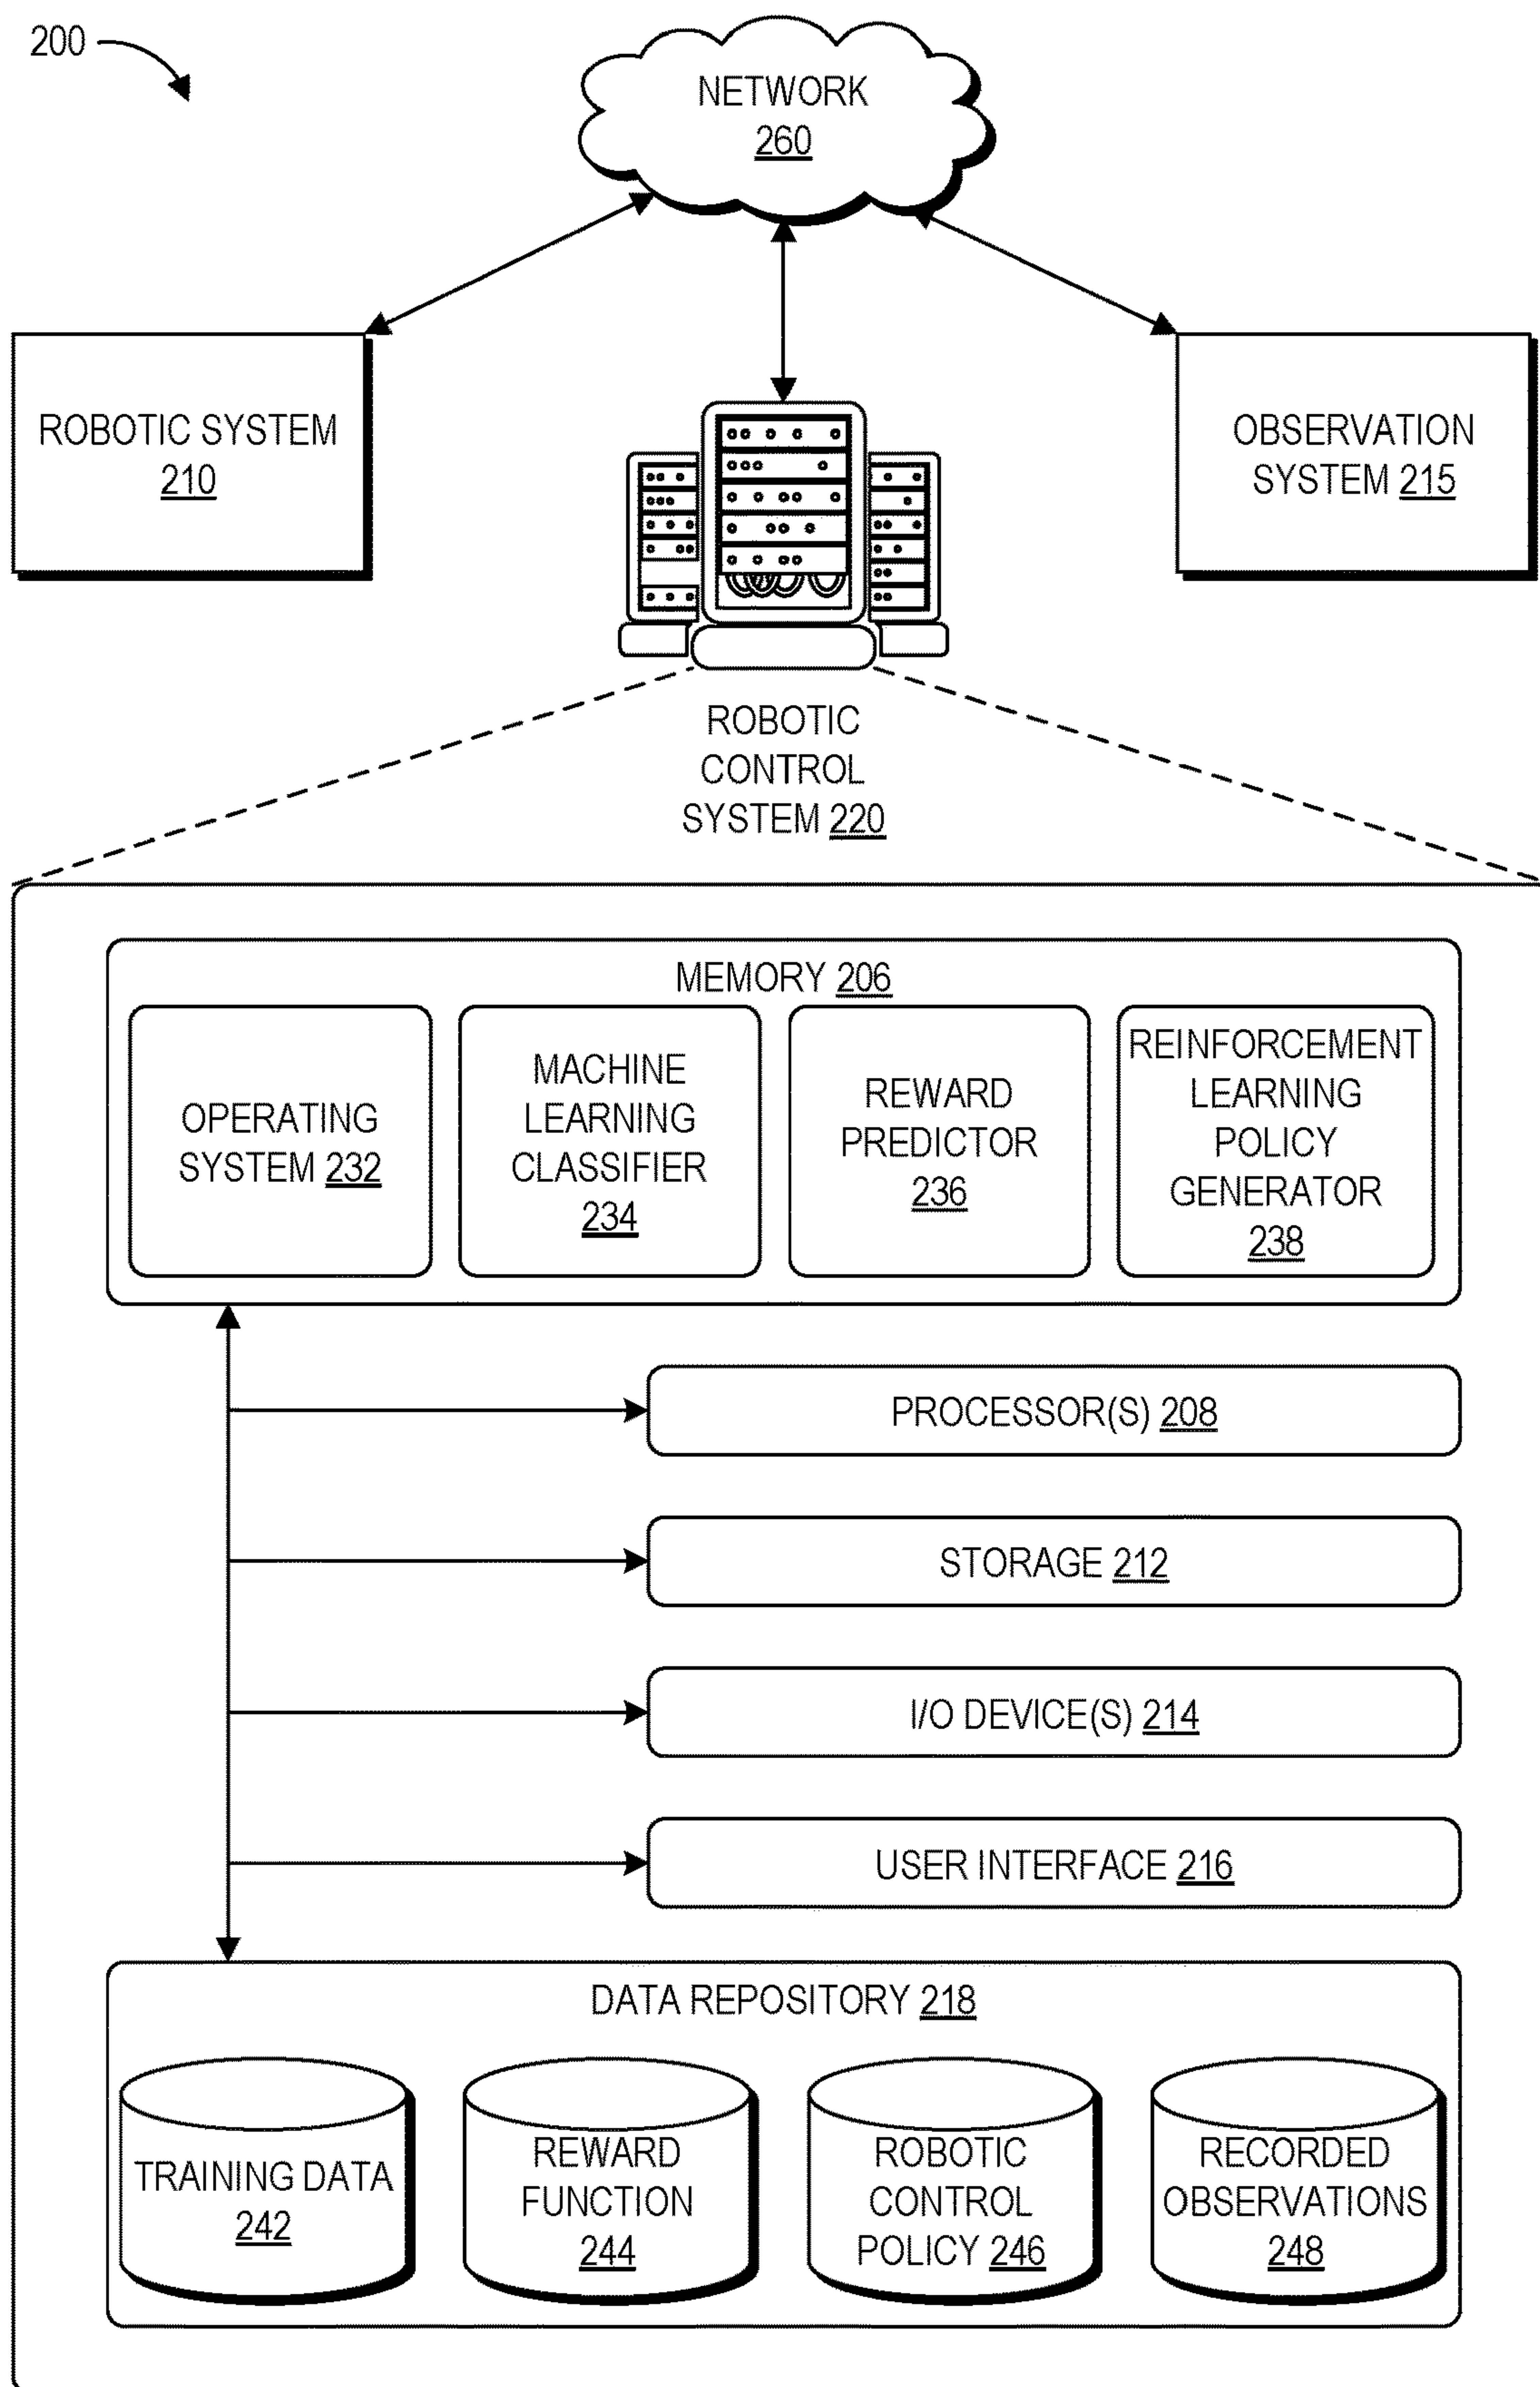 200
NETWORK
260
ROBOTIC SYSTEM
210
OBSERVATION
SYSTEM 215
ROBOTIC
CONTROL
SYSTEM 220
MEMORY 206
OPERATING
SYSTEM 232
MACHINE
LEARNING
CLASSIFIER
234
REWARD
PREDICTOR
236
REINFORCEMENT
LEARNING
POLICY
GENERATOR
238
PROCESSOR(S) 208
STORAGE 212
I/O DEVICE(S) 214
USER INTERFACE 216
DATA REPOSITORY 218
TRAINING DATA
242
REWARD
FUNCTION
244
ROBOTIC
CONTROL
POLICY 246
RECORDED
OBSERVATIONS
248